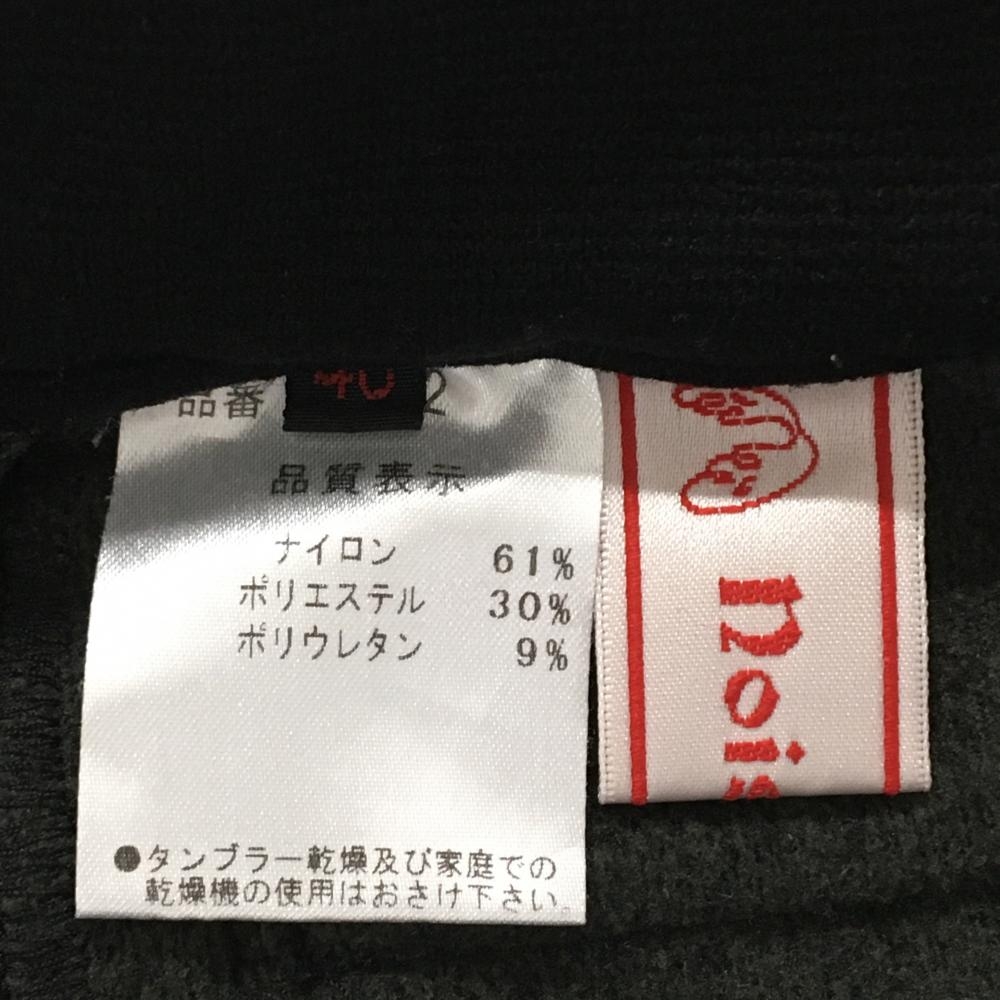 品番 2
40
品質表示
ナイロン 61%
ポリエステル 30%
ポリウレタン 9%
●タンブラー乾燥及び家庭での
乾燥機の使用はおさけ下さい。
nois